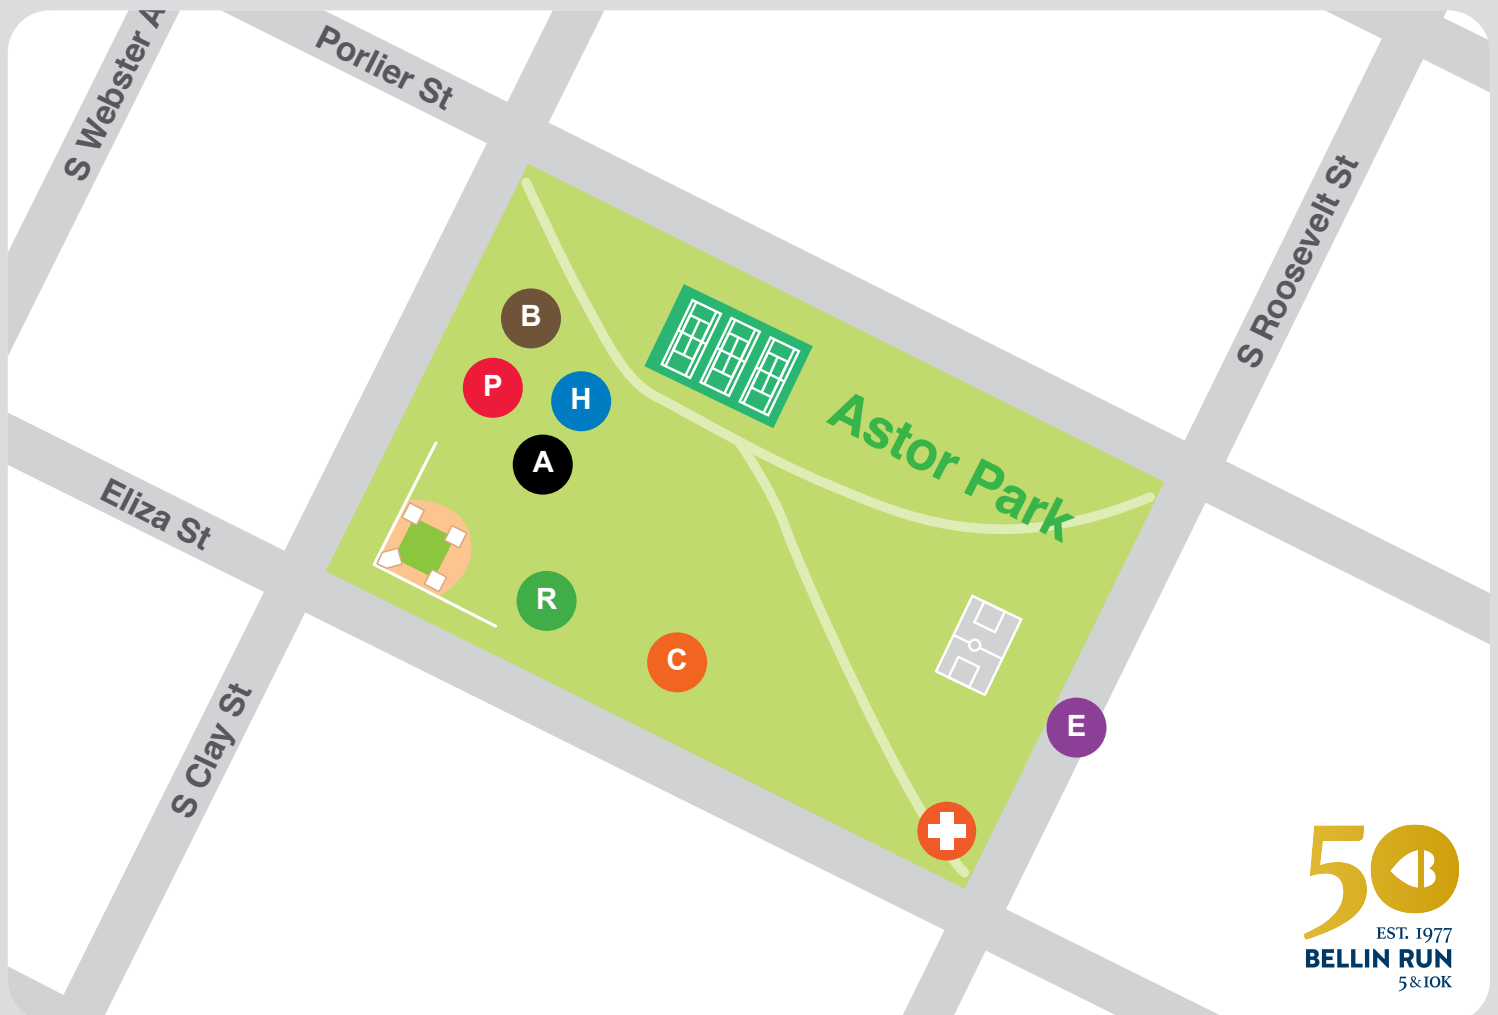 S Webster A
Porlier St
S Roosevelt St
B
P
H
Astor Park
A
Eliza St
R
C
S Clay St
E
50
B
EST. 1977
BELLIN RUN
5 & 10K